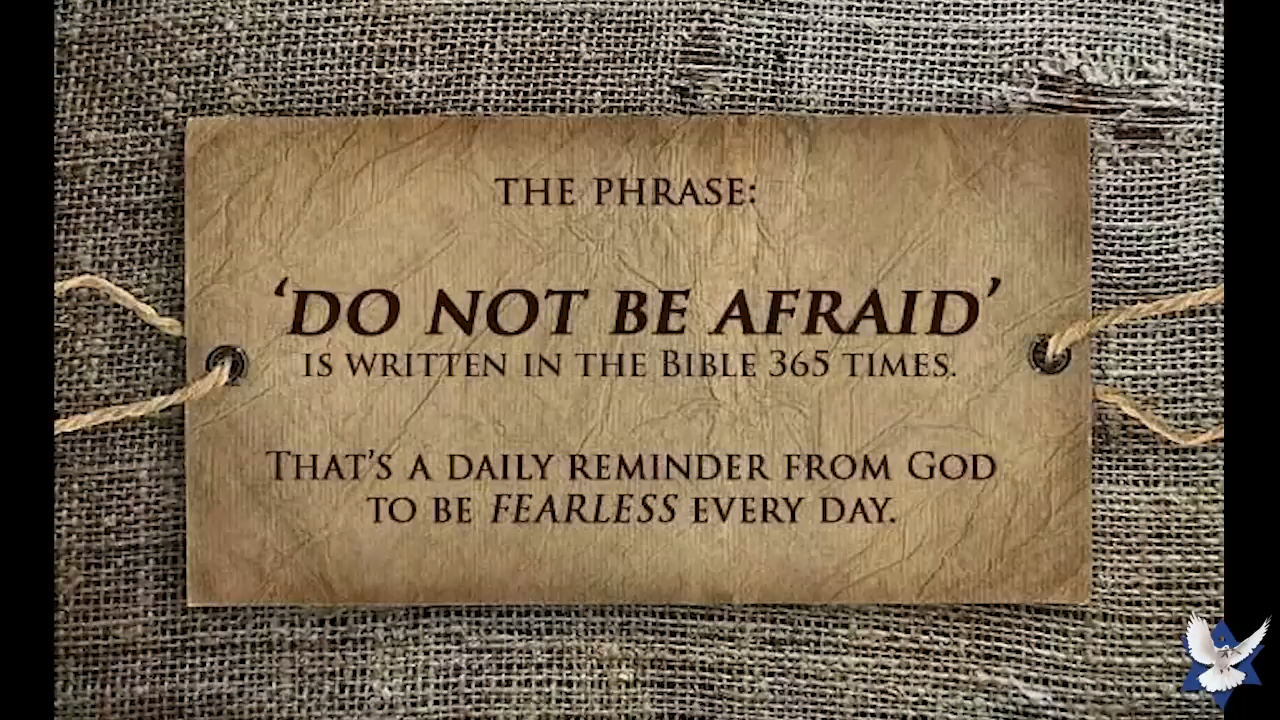 THE PHRASE:
‘DO NOT BE AFRAID’
IS WRITTEN IN THE BIBLE 365 TIMES.
THAT’S A DAILY REMINDER FROM GOD
TO BE FEARLESS EVERY DAY.